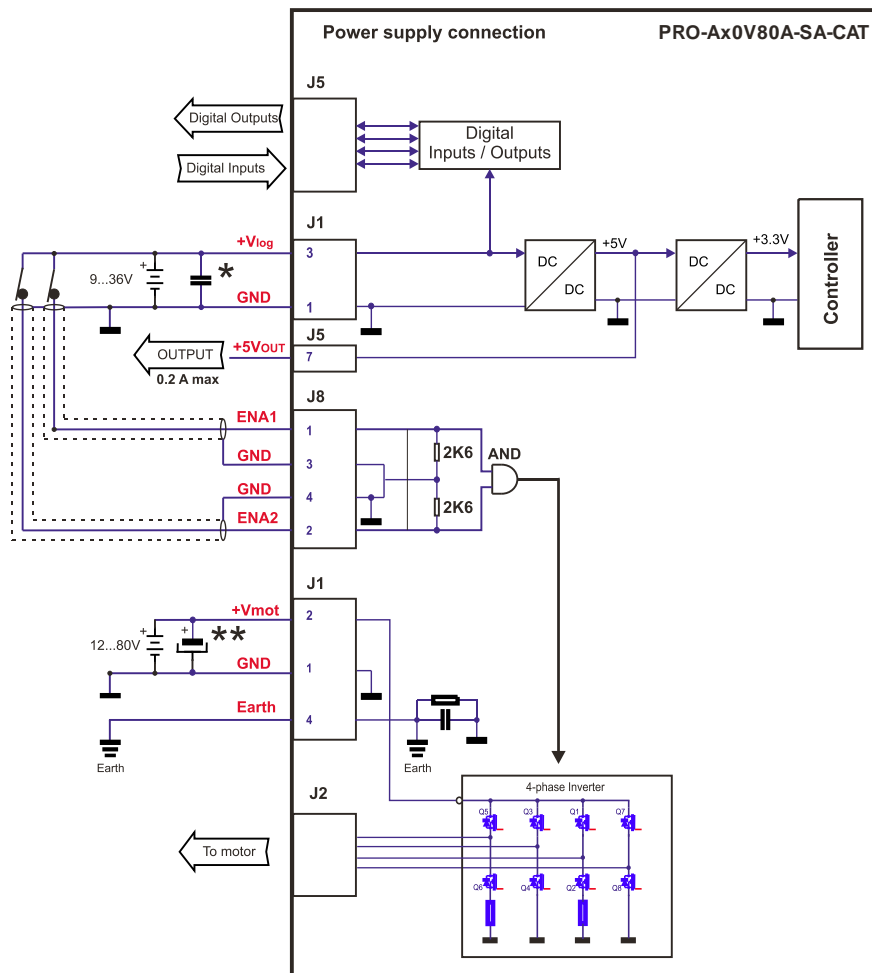 Power supply connection
PRO-Ax0V80A-SA-CAT
J5
Digital Outputs
Digital Inputs
Digital
Inputs / Outputs
J1
+Vlog
3
9...36V
+
*
GND
1
DC
DC
+5V
DC
DC
+3.3V
Controller
J5
OUTPUT
+5VOUT
7
0.2 A max
J8
ENA1
1
GND
3
GND
4
ENA2
2
2K6
2K6
AND
J1
+Vmot
2
12...80V
+
+
**
GND
1
Earth
4
Earth
Earth
J2
To motor
4-phase Inverter
Q5
Q3
Q1
Q7
Q6
Q4
Q2
Q8